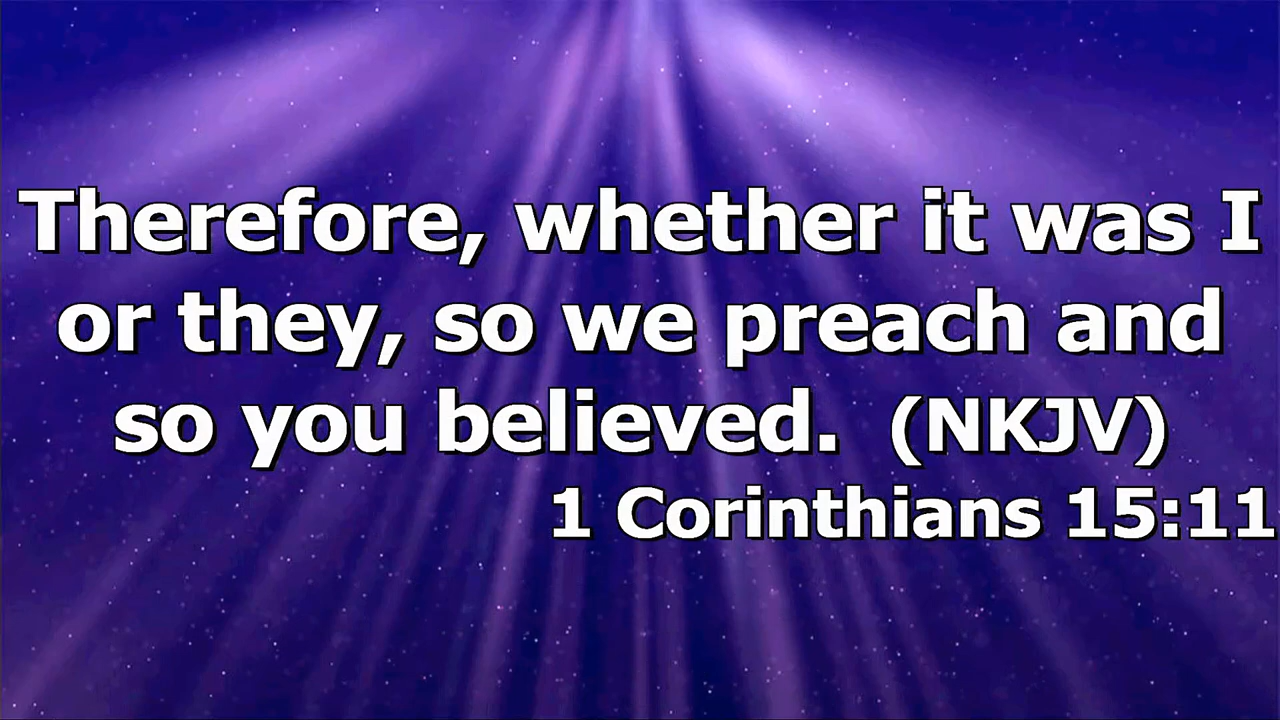 Therefore, whether it was I
or they, so we preach and
so you believed. (NKJV)
1 Corinthians 15:11